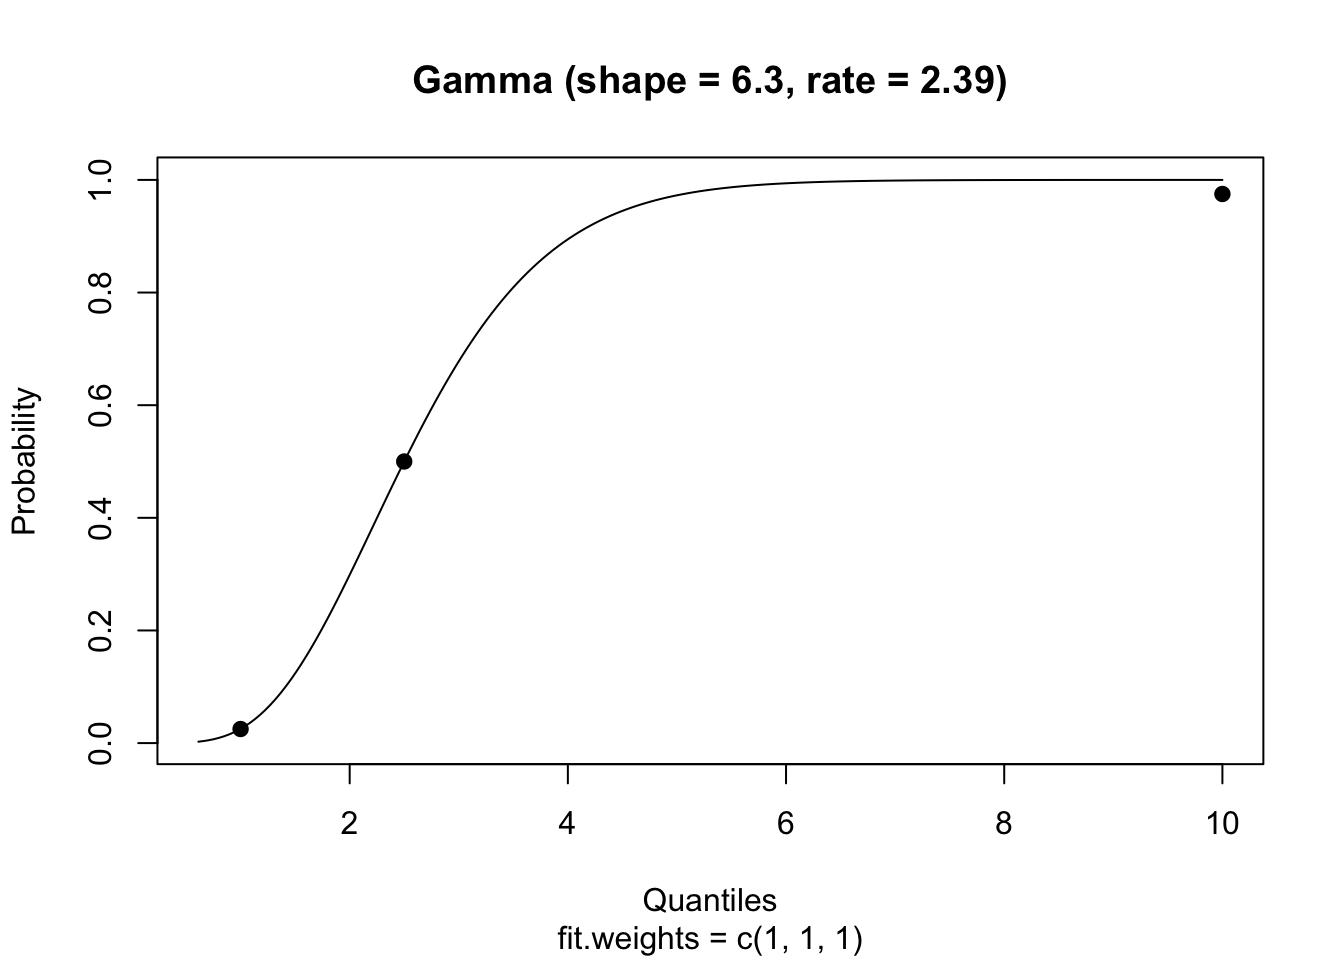 Gamma (shape = 6.3, rate = 2.39)
Probability
1.0
0.8
0.6
0.4
0.2
0.0
2 4 6 8 10
Quantiles
fit.weights = c(1, 1, 1)